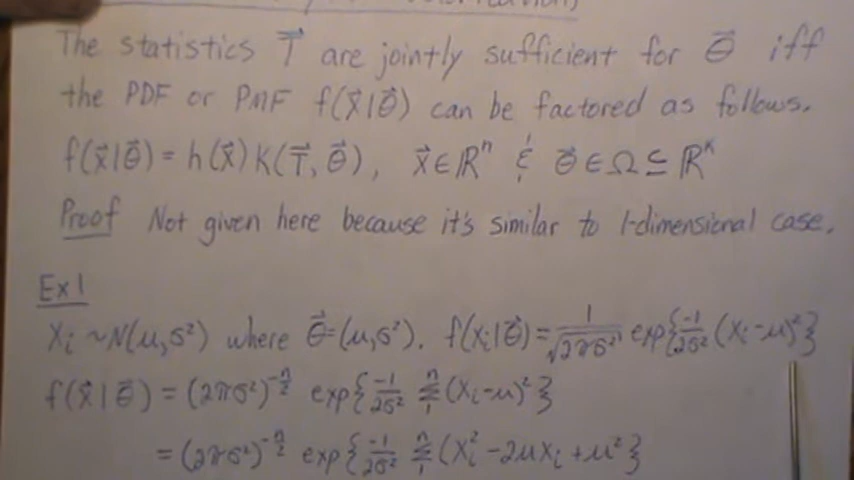 The statistics T⃗ are jointly sufficient for θ⃗ iff
the PDF or PMF f(x⃗|θ⃗) can be factored as follows.
f(x⃗|θ⃗) = h(x⃗) K(T⃗, θ⃗), x⃗ ∈ ℝⁿ & θ⃗ ∈ Ω ⊆ ℝᴷ
Proof Not given here because it's similar to 1-dimensional case.
Ex 1
Xᵢ ~ N(μ,σ²) where θ⃗ = (μ,σ²). f(xᵢ|θ⃗) = 1/√(2πσ²) exp{-1/2σ² (xᵢ-μ)²}
f(x⃗|θ⃗) = (2πσ²)^(-n/2) exp{-1/2σ² Σ₁ⁿ (xᵢ-μ)²}
= (2πσ²)^(-n/2) exp{-1/2σ² Σ₁ⁿ (xᵢ² -2μxᵢ + μ²}